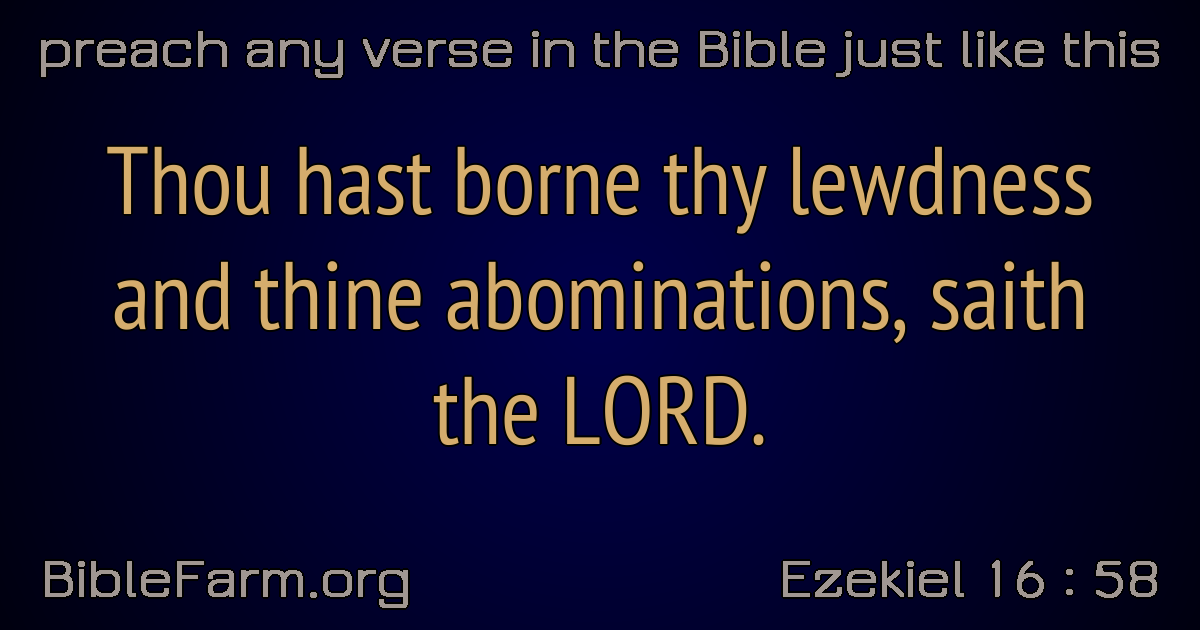 preach any verse in the Bible just like this
Thou hast borne thy lewdness
and thine abominations, saith
the LORD.
BibleFarm.org
Ezekiel 16 : 58